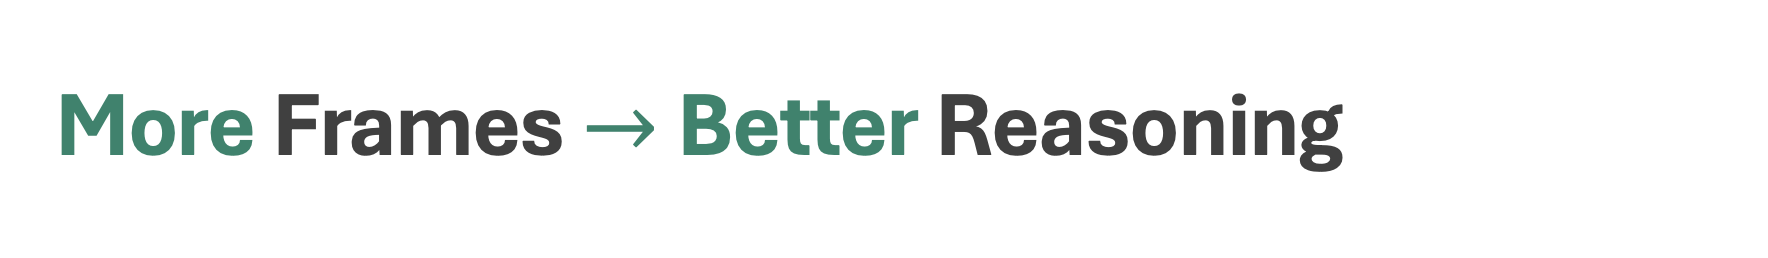 More Frames → Better Reasoning